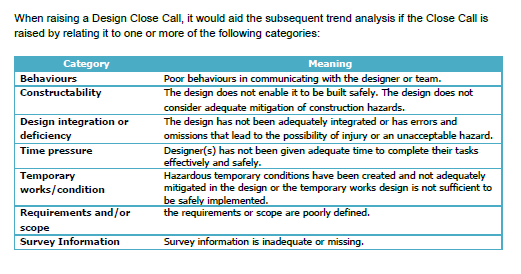 When raising a Design Close Call, it would aid the subsequent trend analysis if the Close Call is
raised by relating it to one or more of the following categories:
Category Meaning
Behaviours Poor behaviours in communicating with the designer or team.
Constructability The design does not enable it to be built safely. The design does not
consider adequate mitigation of construction hazards.
Design integration or The design has not been adequately integrated or has errors and
deficiency omissions that lead to the possibility of injury or an unacceptable hazard.
Time pressure Designer(s) has not been given adequate time to complete their tasks
effectively and safely.
Temporary Hazardous temporary conditions have been created and not adequately
works/condition mitigated in the design or the temporary works design is not sufficient to
be safely implemented.
Requirements and/or the requirements or scope are poorly defined.
scope
Survey Information Survey information is inadequate or missing.